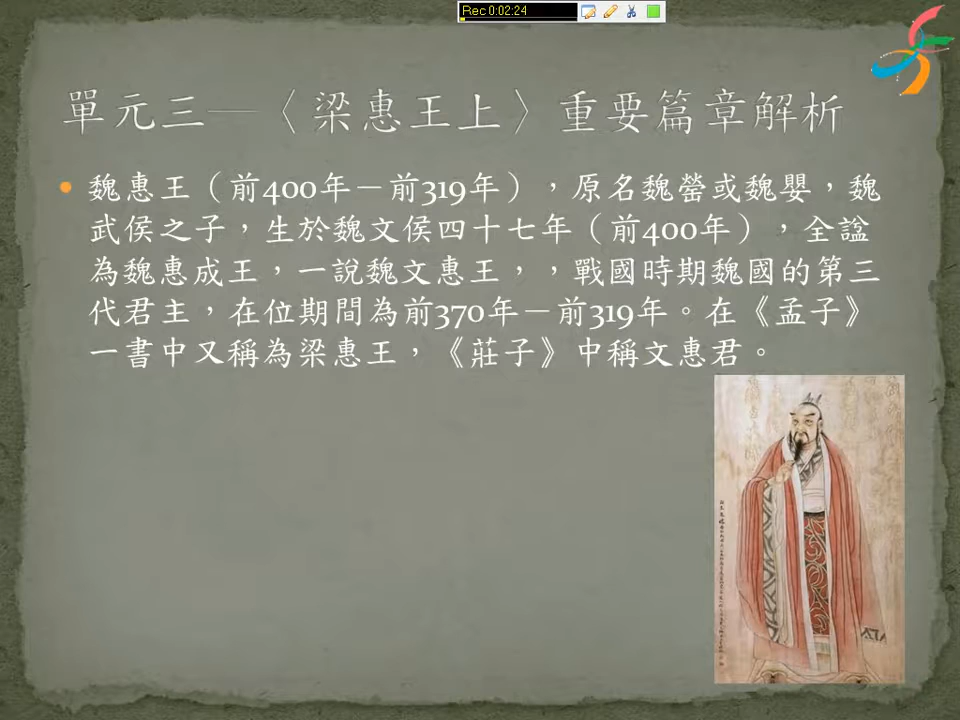 Rec 0:02:24
單元三─〈梁惠王上〉重要篇章解析
魏惠王（前400年－前319年），原名魏罃或魏嬰，魏
武侯之子，生於魏文侯四十七年（前400年），全諡
為魏惠成王，一說魏文惠王，，戰國時期魏國的第三
代君主，在位期間為前370年－前319年。在《孟子》
一書中又稱為梁惠王，《莊子》中稱文惠君。